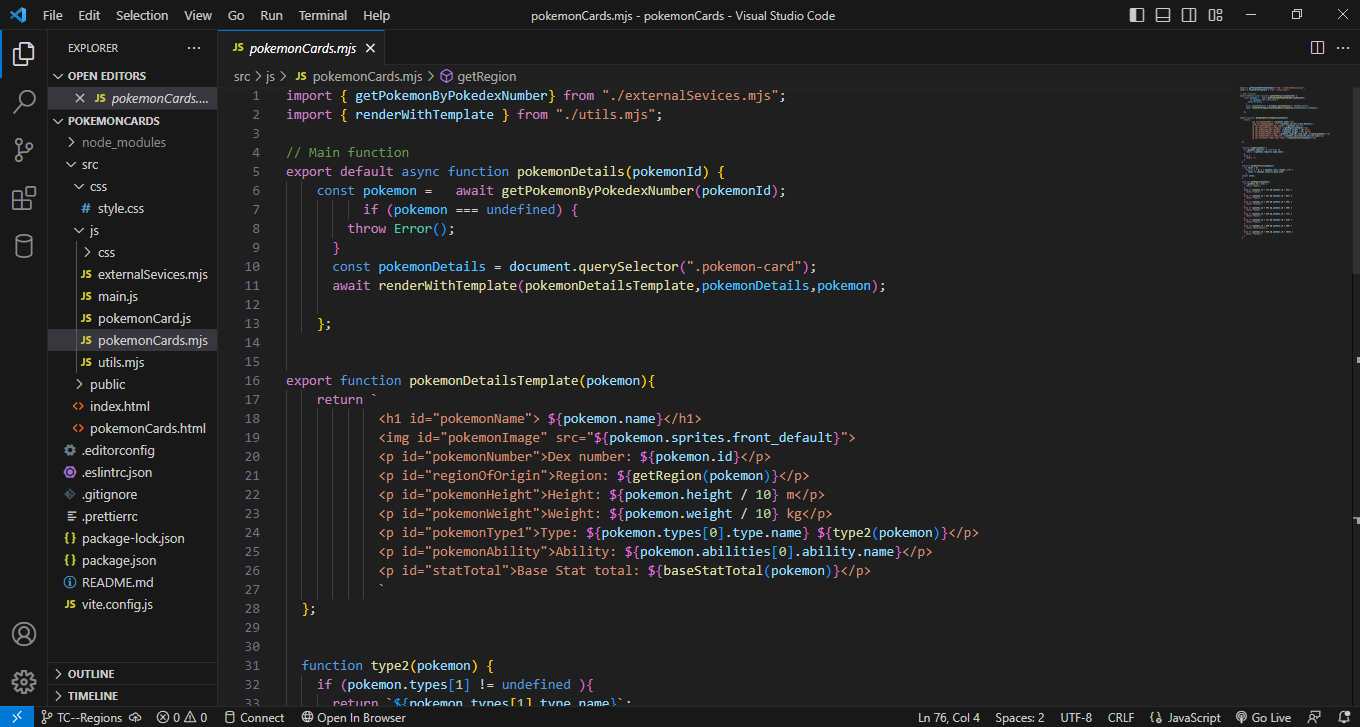 File Edit Selection View Go Run Terminal Help
pokemonCards.mjs - pokemonCards - Visual Studio Code
EXPLORER
OPEN EDITORS
JS pokemonCards....
POKEMONCARDS
node_modules
src
css
# style.css
js
css
JS externalSevices.mjs
JS main.js
JS pokemonCard.js
JS pokemonCards.mjs
JS utils.mjs
public
<> index.html
<> pokemonCards.html
.editorconfig
.eslintrc.json
.gitignore
.prettierrc
{} package-lock.json
{} package.json
README.md
JS vite.config.js
OUTLINE
TIMELINE
JS pokemonCards.mjs
src > js > JS pokemonCards.mjs > getRegion
1 import { getPokemonByPokedexNumber} from "./externalSevices.mjs";
2 import { renderWithTemplate } from "./utils.mjs";
3
4 // Main function
5 export default async function pokemonDetails(pokemonId) {
6 const pokemon = await getPokemonByPokedexNumber(pokemonId);
7 if (pokemon === undefined) {
8 throw Error();
9 }
10 const pokemonDetails = document.querySelector(".pokemon-card");
11 await renderWithTemplate(pokemonDetailsTemplate,pokemonDetails,pokemon);
12
13 };
14
15
16 export function pokemonDetailsTemplate(pokemon){
17 return `
18 <h1 id="pokemonName"> ${pokemon.name}</h1>
19 <img id="pokemonImage" src="${pokemon.sprites.front_default}">
20 <p id="pokemonNumber">Dex number: ${pokemon.id}</p>
21 <p id="regionOfOrigin">Region: ${getRegion(pokemon)}</p>
22 <p id="pokemonHeight">Height: ${pokemon.height / 10} m</p>
23 <p id="pokemonWeight">Weight: ${pokemon.weight / 10} kg</p>
24 <p id="pokemonType1">Type: ${pokemon.types[0].type.name} ${type2(pokemon)}</p>
25 <p id="pokemonAbility">Ability: ${pokemon.abilities[0].ability.name}</p>
26 <p id="statTotal">Base Stat total: ${baseStatTotal(pokemon)}</p>
27 `
28 };
29
30
31 function type2(pokemon) {
32 if (pokemon.types[1] != undefined ){
33 return `${pokemon.types[1].type.name}`;
TC--Regions 0 0 Connect Open In Browser Ln 76, Col 4 Spaces: 2 UTF-8 CRLF {} JavaScript Go Live